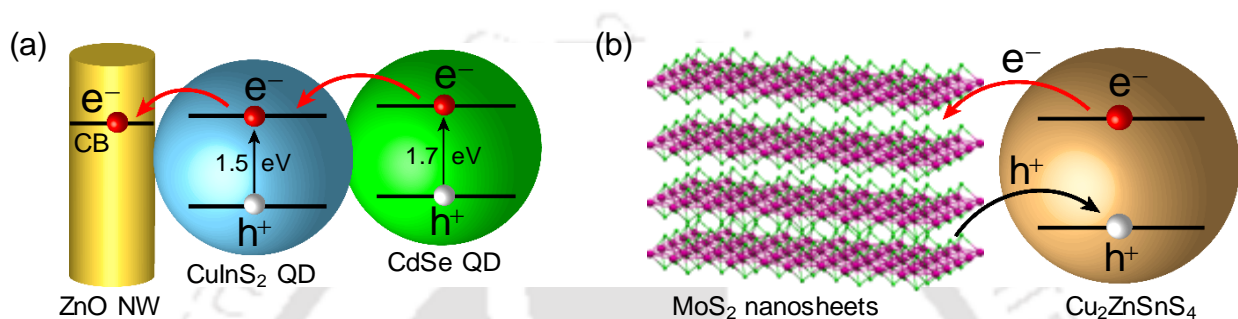 (a)
e⁻
CB
ZnO NW
e⁻
1.5 eV
h⁺
CuInS₂ QD
e⁻
1.7 eV
h⁺
CdSe QD
(b)
MoS₂ nanosheets
e⁻
h⁺
e⁻
h⁺
Cu₂ZnSnS₄